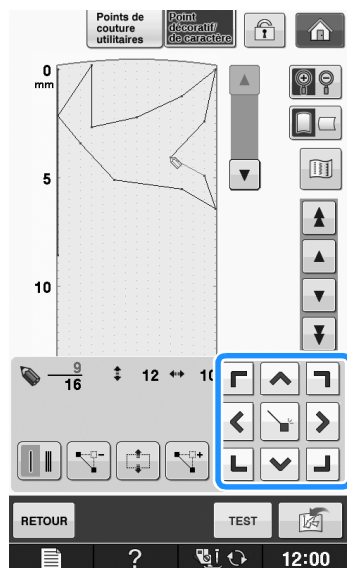 Points de
couture
utilitaires
Point
décoratif/
de caractère
0
mm
5
10
9
16
12
10
RETOUR
TEST
?
12:00